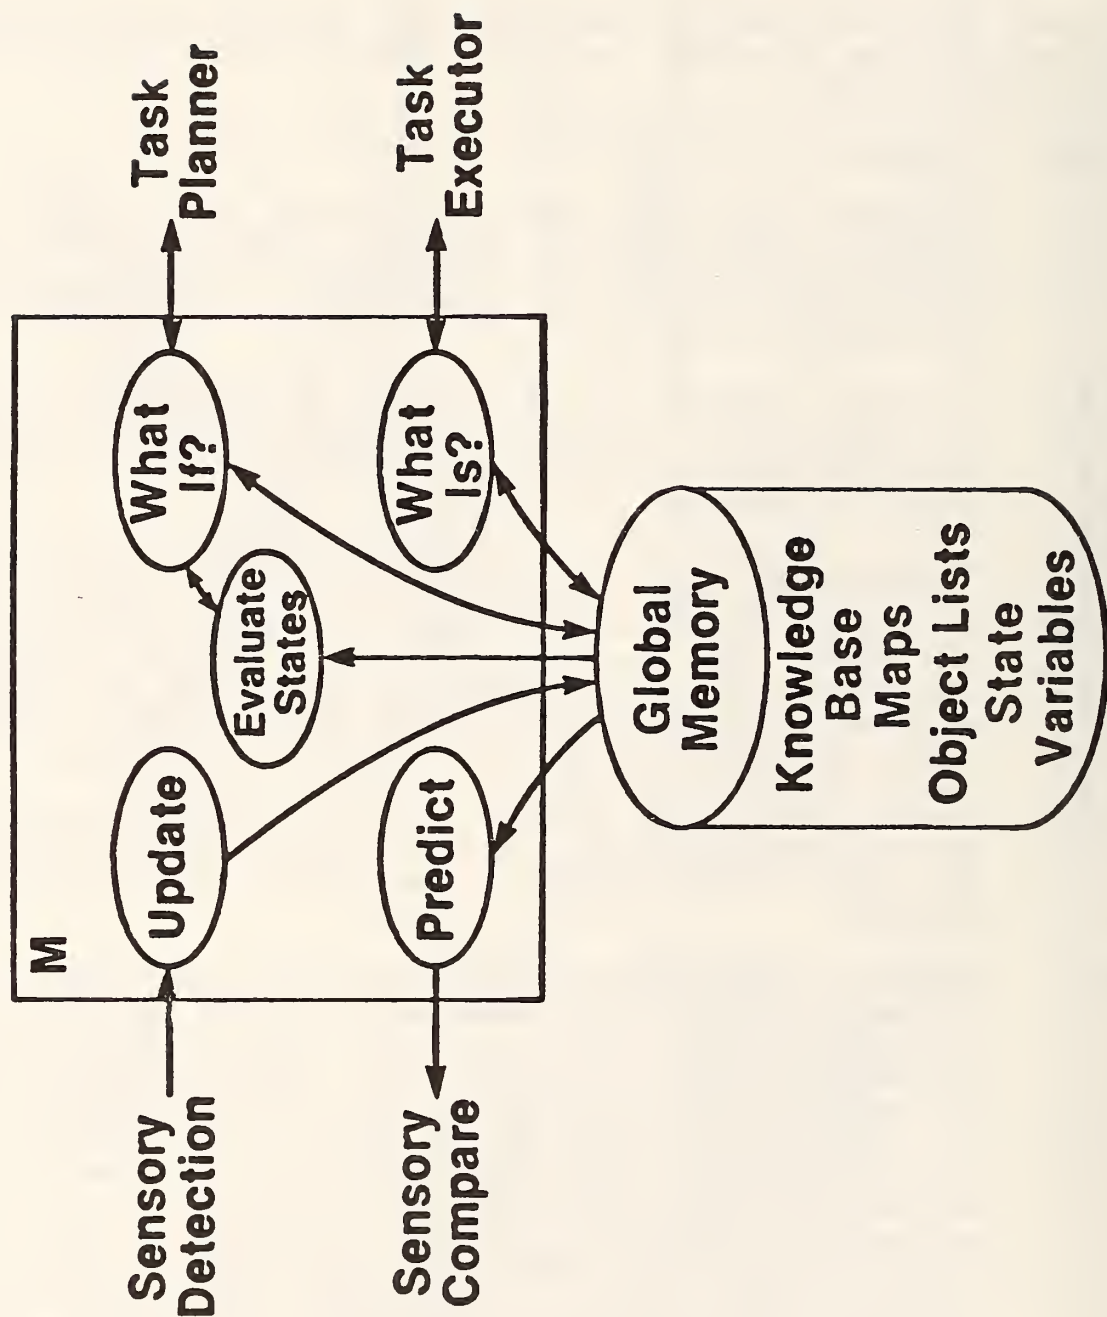 M
Sensory
Detection
Update
What
If?
Task
Planner
Evaluate
States
Sensory
Compare
Predict
What
Is?
Task
Executor
Global
Memory
Knowledge
Base
Maps
Object Lists
State
Variables